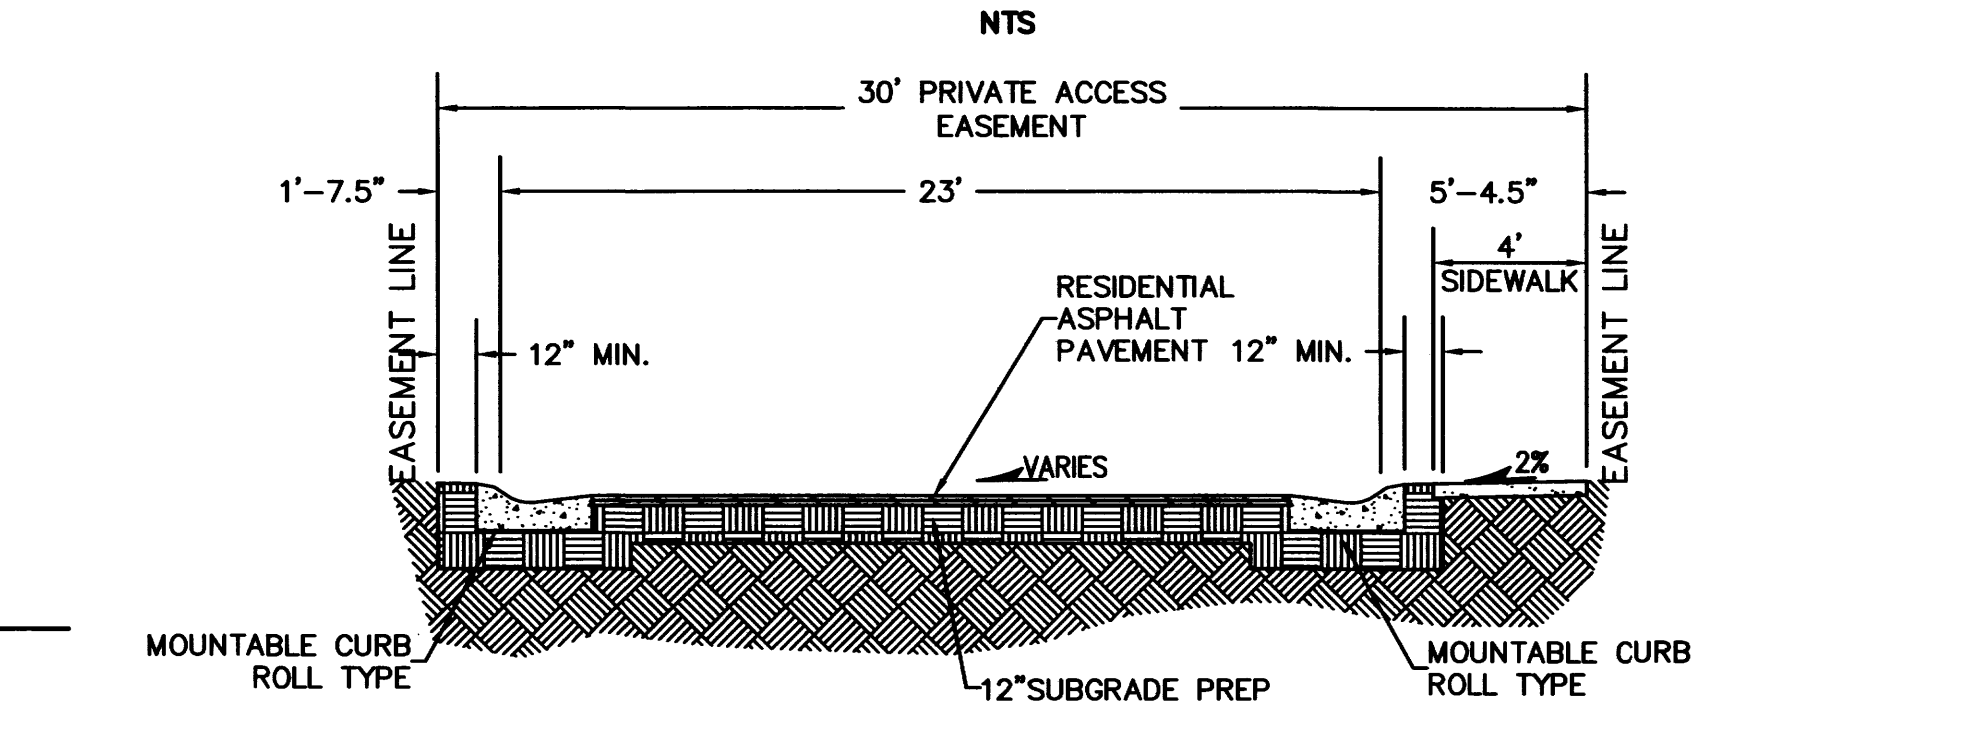 NTS
30' PRIVATE ACCESS
EASEMENT
1'-7.5"
23'
5'-4.5"
4'
SIDEWALK
EASEMENT LINE
EASEMENT LINE
RESIDENTIAL
ASPHALT
PAVEMENT
12" MIN.
12" MIN.
VARIES
2%
MOUNTABLE CURB
ROLL TYPE
12"SUBGRADE PREP
MOUNTABLE CURB
ROLL TYPE